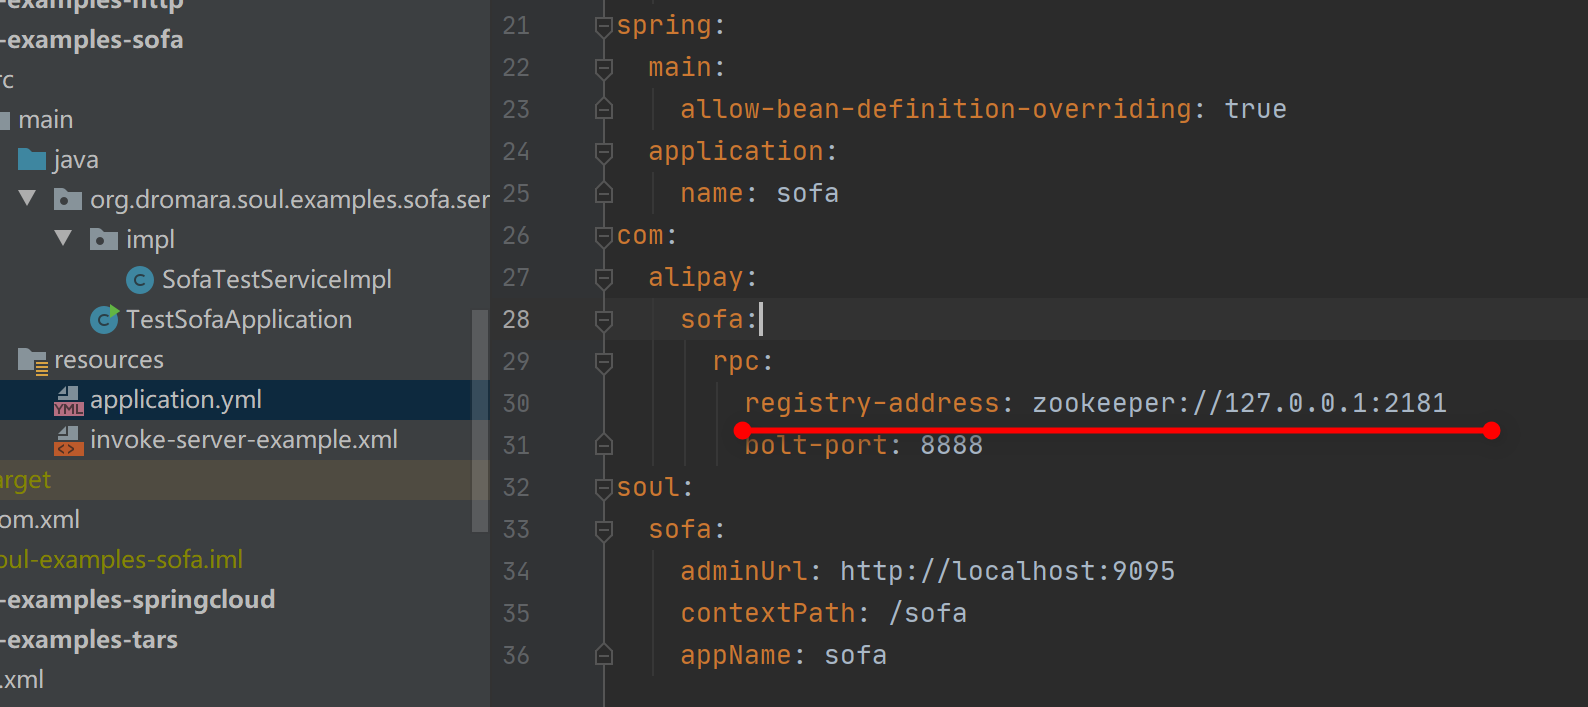 -examples-http
-examples-sofa
rc
main
java
org.dromara.soul.examples.sofa.ser
impl
C SofaTestServiceImpl
C TestSofaApplication
resources
YML application.yml
<> invoke-server-example.xml
arget
om.xml
oul-examples-sofa.iml
-examples-springcloud
-examples-tars
.xml
21 spring:
22 main:
23 allow-bean-definition-overriding: true
24 application:
25 name: sofa
26 com:
27 alipay:
28 sofa:
29 rpc:
30 registry-address: zookeeper://127.0.0.1:2181
31 bolt-port: 8888
32 soul:
33 sofa:
34 adminUrl: http://localhost:9095
35 contextPath: /sofa
36 appName: sofa